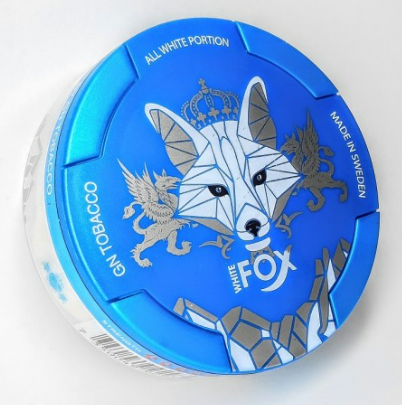 ALL WHITE PORTION
MADE IN SWEDEN
GN TOBACCO
WHITE
FOX